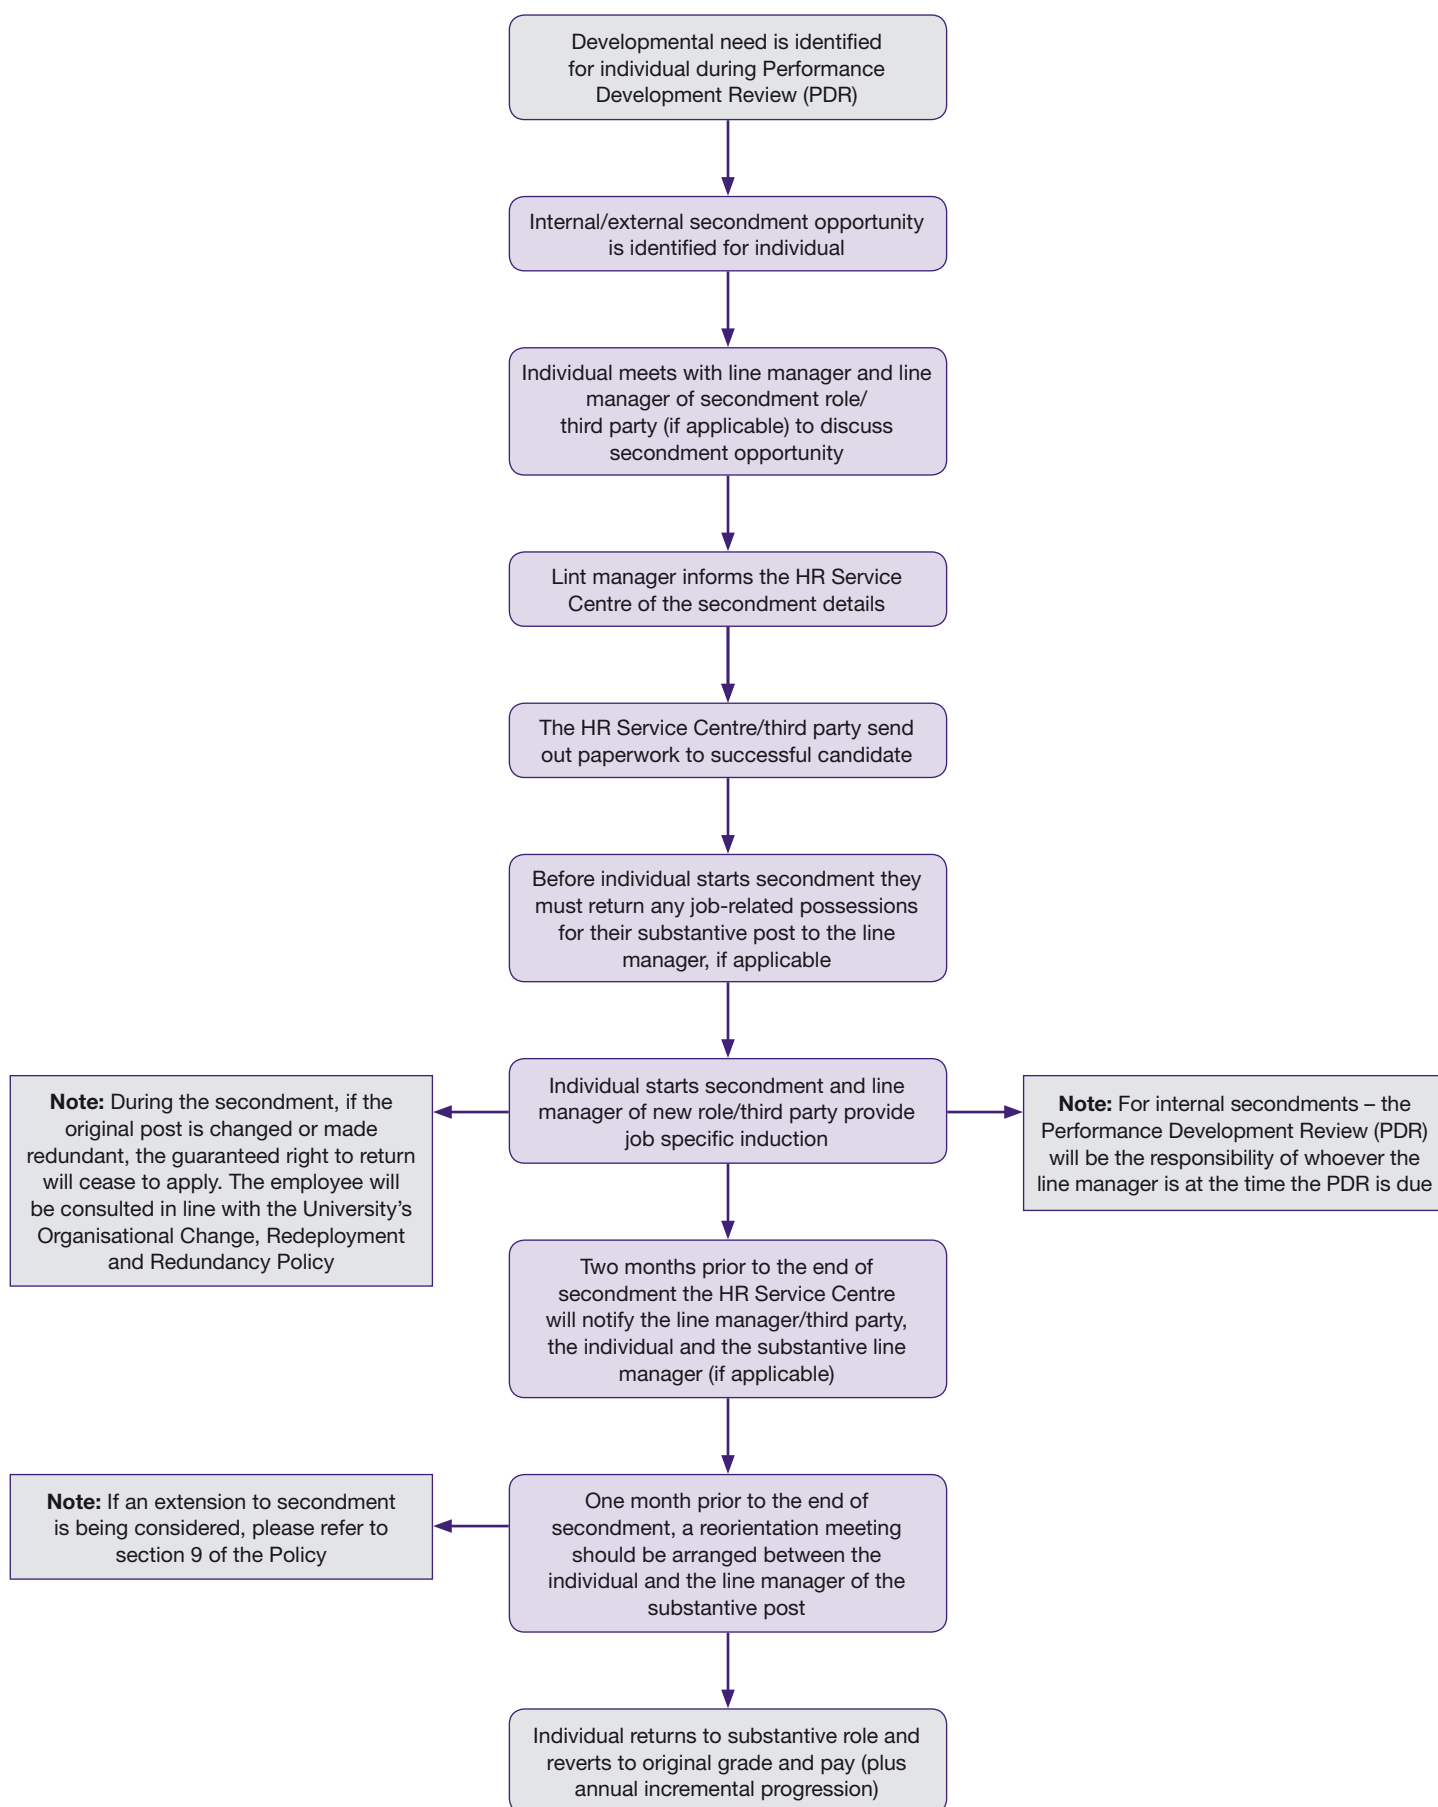 Developmental need is identified
for individual during Performance
Development Review (PDR)
Internal/external secondment opportunity
is identified for individual
Individual meets with line manager and line
manager of secondment role/
third party (if applicable) to discuss
secondment opportunity
Lint manager informs the HR Service
Centre of the secondment details
The HR Service Centre/third party send
out paperwork to successful candidate
Before individual starts secondment they
must return any job-related possessions
for their substantive post to the line
manager, if applicable
Individual starts secondment and line
manager of new role/third party provide
job specific induction
Note: During the secondment, if the
original post is changed or made
redundant, the guaranteed right to return
will cease to apply. The employee will
be consulted in line with the University’s
Organisational Change, Redeployment
and Redundancy Policy
Note: For internal secondments – the
Performance Development Review (PDR)
will be the responsibility of whoever the
line manager is at the time the PDR is due
Two months prior to the end of
secondment the HR Service Centre
will notify the line manager/third party,
the individual and the substantive line
manager (if applicable)
Note: If an extension to secondment
is being considered, please refer to
section 9 of the Policy
One month prior to the end of
secondment, a reorientation meeting
should be arranged between the
individual and the line manager of the
substantive post
Individual returns to substantive role and
reverts to original grade and pay (plus
annual incremental progression)